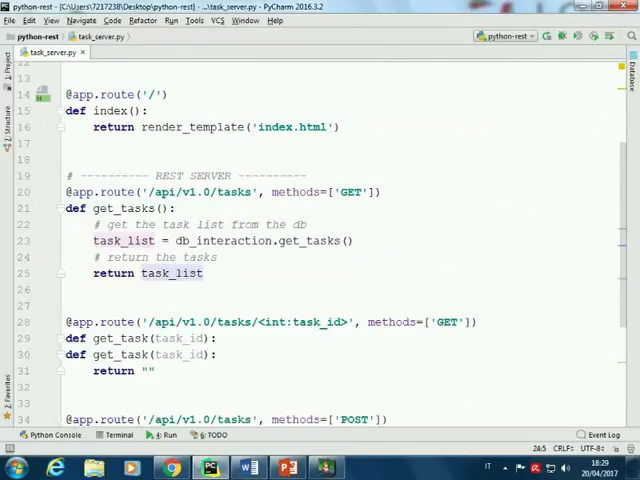 python-rest - [C:\Users\7217238\Desktop\python-rest] - ...\task_server.py - PyCharm 2016.3.2
File Edit View Navigate Code Refactor Run Tools VCS Window Help
python-rest task_server.py python-rest
task_server.py
1: Project
Z: Structure
2: Favorites
Database
12
13
14 @app.route('/')
15 def index():
16 return render_template('index.html')
17
18
19 # ---------- REST SERVER ----------
20 @app.route('/api/v1.0/tasks', methods=['GET'])
21 def get_tasks():
22 # get the task list from the db
23 task_list = db_interaction.get_tasks()
24 # return the tasks
25 return task_list
26
27
28 @app.route('/api/v1.0/tasks/<int:task_id>', methods=['GET'])
29 def get_task(task_id):
30 def get_task(task_id):
31 return ""
32
33
34 @app.route('/api/v1.0/tasks', methods=['POST'])
Python Console Terminal 4: Run 6: TODO Event Log
24:5 CRLF÷ UTF-8÷
IT 18:29
20/04/2017